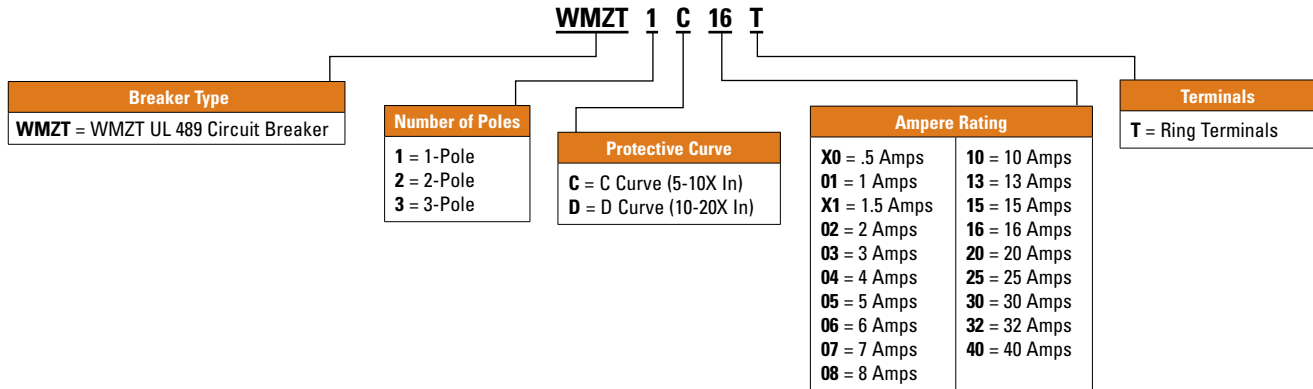 WMZT 1 C 16 T
Breaker Type
WMZT = WMZT UL 489 Circuit Breaker
Number of Poles
1 = 1-Pole
2 = 2-Pole
3 = 3-Pole
Protective Curve
C = C Curve (5-10X In)
D = D Curve (10-20X In)
Ampere Rating
X0 = .5 Amps
01 = 1 Amps
X1 = 1.5 Amps
02 = 2 Amps
03 = 3 Amps
04 = 4 Amps
05 = 5 Amps
06 = 6 Amps
07 = 7 Amps
08 = 8 Amps
10 = 10 Amps
13 = 13 Amps
15 = 15 Amps
16 = 16 Amps
20 = 20 Amps
25 = 25 Amps
30 = 30 Amps
32 = 32 Amps
40 = 40 Amps
Terminals
T = Ring Terminals